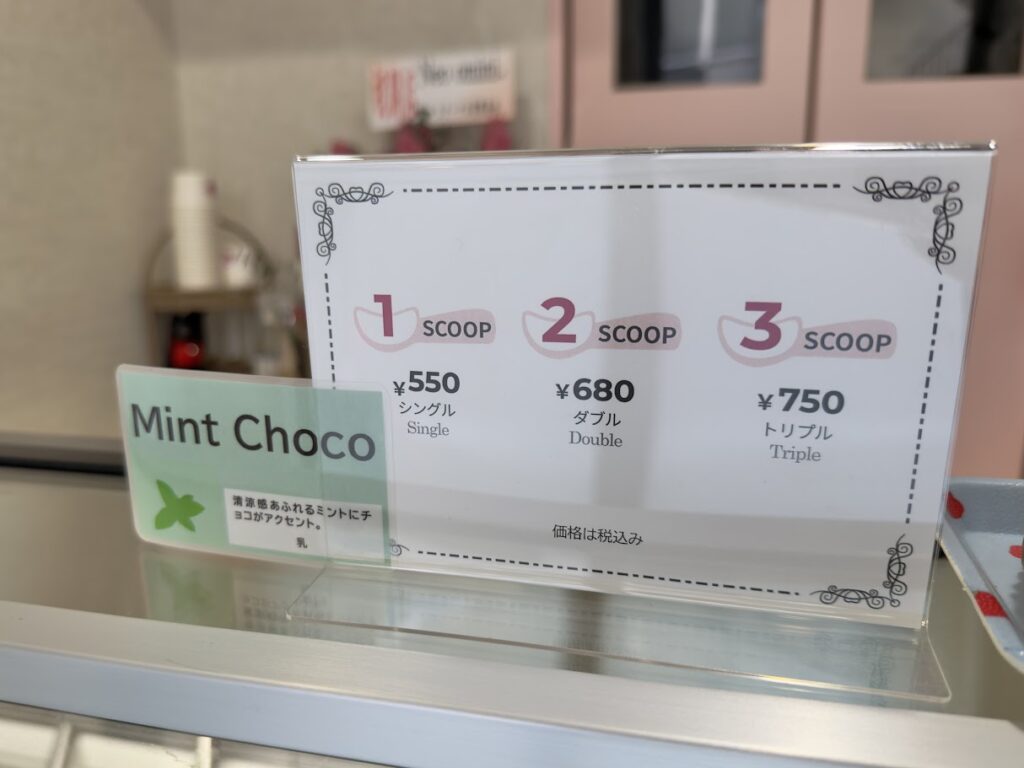 1 SCOOP
¥550
シングル
Single
2 SCOOP
¥680
ダブル
Double
3 SCOOP
¥750
トリプル
Triple
価格は税込み
Mint Choco
清涼感あふれるミントにチ
ョコがアクセント。
乳